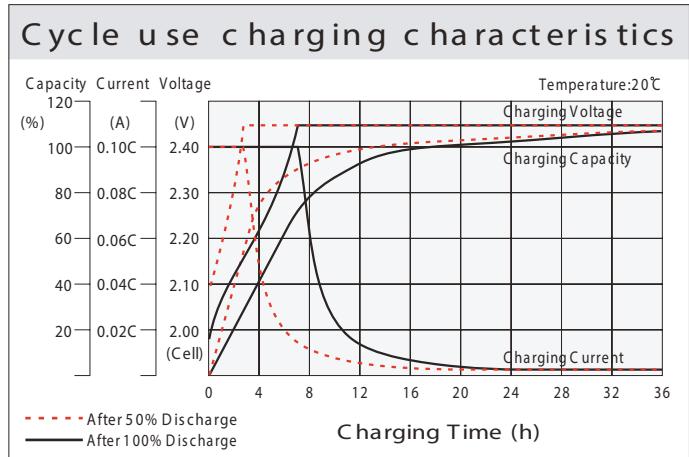 Cycle use charging characteristics
Capacity Current Voltage
Temperature:20℃
120
(%) (A) (V)
100 0.10C 2.40
80 0.08C 2.30
60 0.06C 2.20
40 0.04C 2.10
20 0.02C 2.00
(Cell)
Charging Voltage
Charging Capacity
Charging Current
0 4 8 12 16 20 24 28 32 36
After 50% Discharge
After 100% Discharge
Charging Time (h)